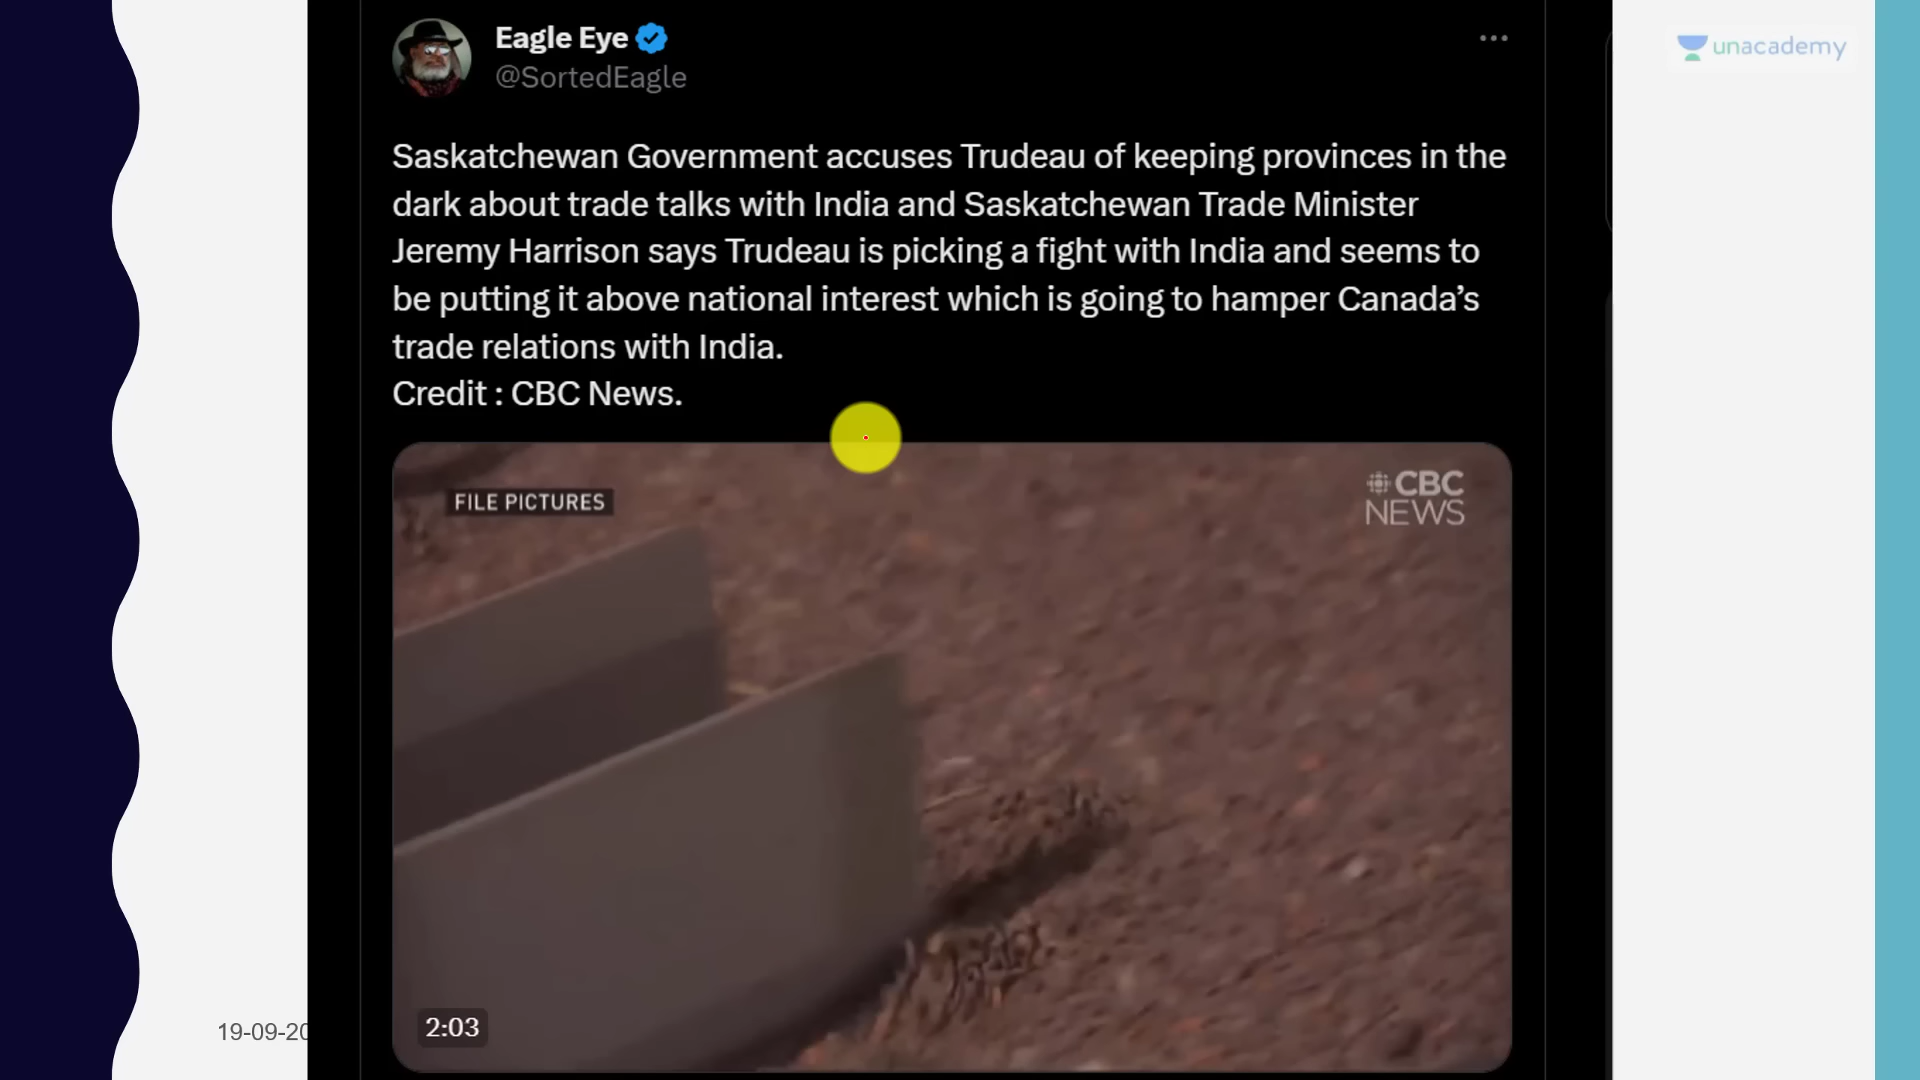 Eagle Eye
@SortedEagle
unacademy
Saskatchewan Government accuses Trudeau of keeping provinces in the
dark about trade talks with India and Saskatchewan Trade Minister
Jeremy Harrison says Trudeau is picking a fight with India and seems to
be putting it above national interest which is going to hamper Canada’s
trade relations with India.
Credit : CBC News.
FILE PICTURES
CBC
NEWS
2:03
19-09-20